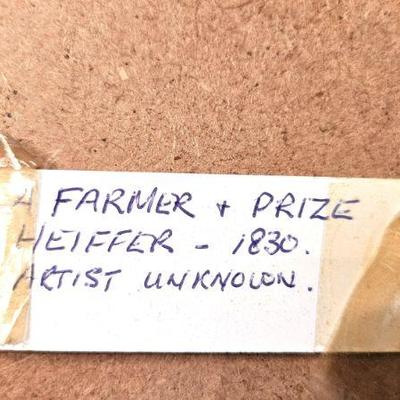 A FARMER + PRIZE
HEIFFER - 1830.
ARTIST UNKNOWN.